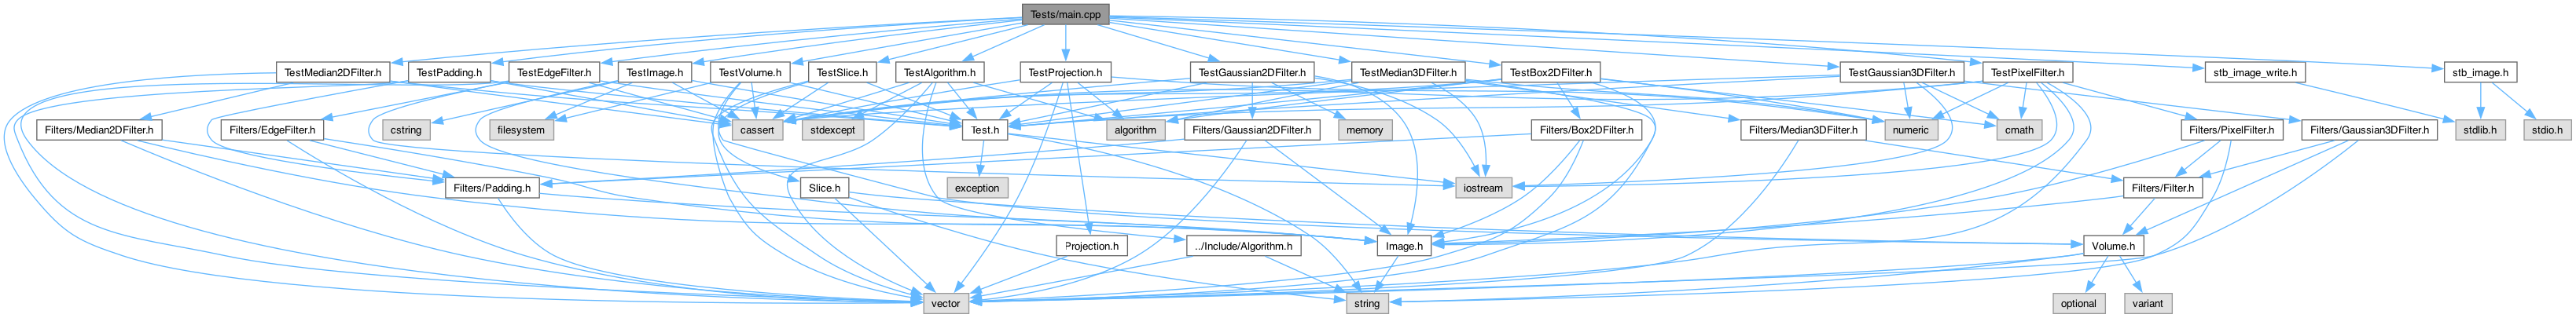 Tests/main.cpp
TestMedian2DFilter.h
TestPadding.h
TestEdgeFilter.h
TestImage.h
TestVolume.h
TestSlice.h
TestAlgorithm.h
TestProjection.h
TestGaussian2DFilter.h
TestMedian3DFilter.h
TestBox2DFilter.h
TestGaussian3DFilter.h
TestPixelFilter.h
stb_image_write.h
stb_image.h
Filters/Median2DFilter.h
Filters/EdgeFilter.h
cstring
filesystem
cassert
stdexcept
Test.h
algorithm
Filters/Gaussian2DFilter.h
memory
Filters/Box2DFilter.h
Filters/Median3DFilter.h
numeric
cmath
Filters/PixelFilter.h
Filters/Gaussian3DFilter.h
stdlib.h
stdio.h
Filters/Padding.h
Slice.h
exception
iostream
Filters/Filter.h
Projection.h
../Include/Algorithm.h
Image.h
Volume.h
vector
string
optional
variant